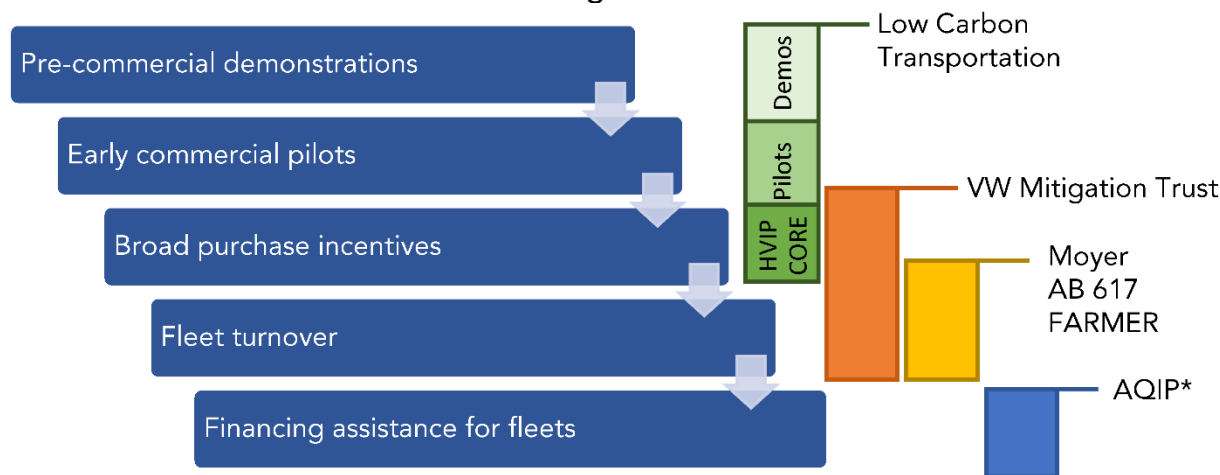 Pre-commercial demonstrations
Early commercial pilots
Broad purchase incentives
Fleet turnover
Financing assistance for fleets
Demos
Pilots
HVIP
CORE
Low Carbon
Transportation
VW Mitigation Trust
Moyer
AB 617
FARMER
AQIP*